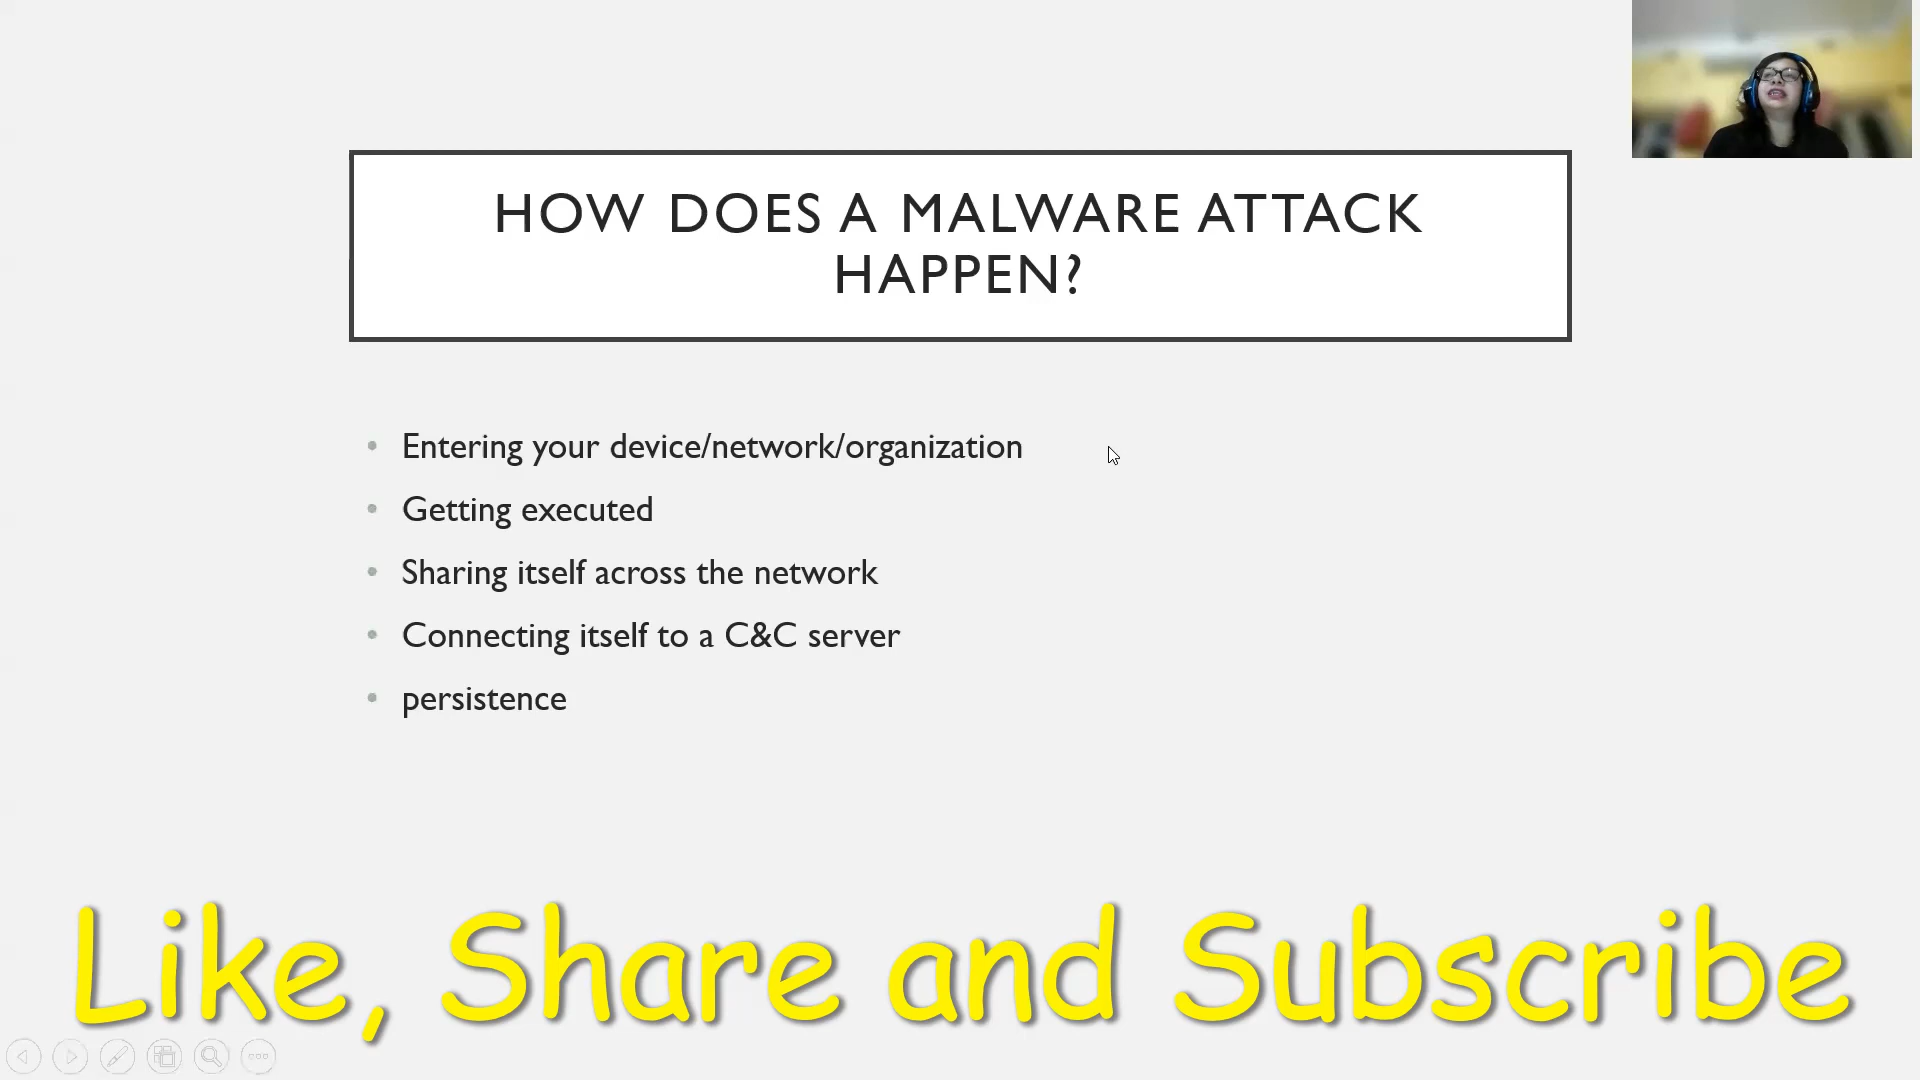 HOW DOES A MALWARE ATTACK
HAPPEN?
• Entering your device/network/organization
• Getting executed
• Sharing itself across the network
• Connecting itself to a C&C server
• persistence
Like, Share and Subscribe